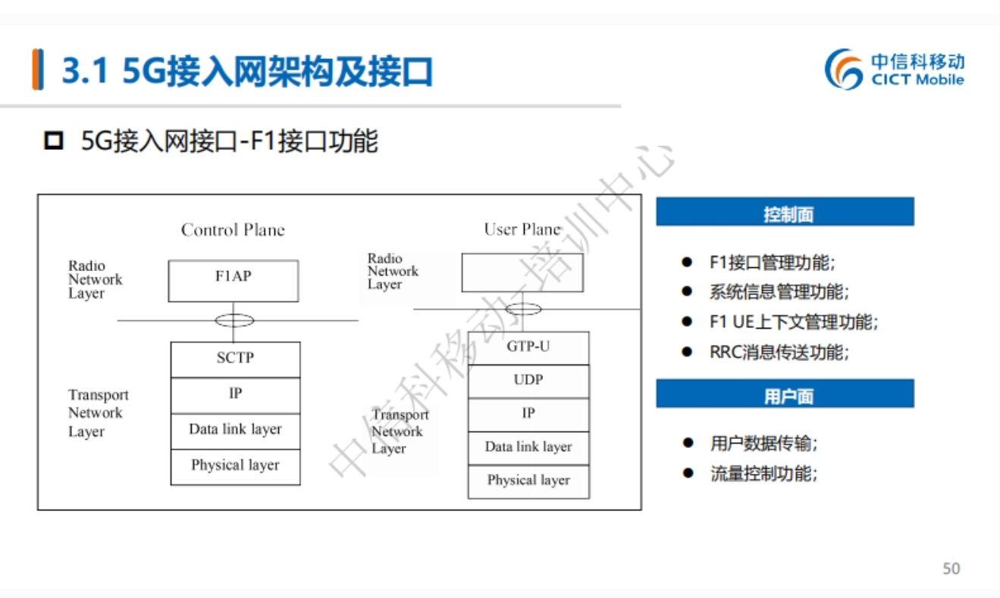 3.1 5G接入网架构及接口
中信科移动
CICT Mobile
5G接入网接口-F1接口功能
Control Plane
Radio
Network
Layer
F1AP
SCTP
IP
Data link layer
Physical layer
Transport
Network
Layer
User Plane
Radio
Network
Layer
GTP-U
UDP
IP
Data link layer
Physical layer
Transport
Network
Layer
中信科移动-培训中心
控制面
● F1接口管理功能;
● 系统信息管理功能;
● F1 UE上下文管理功能;
● RRC消息传送功能;
用户面
● 用户数据传输;
● 流量控制功能;
50